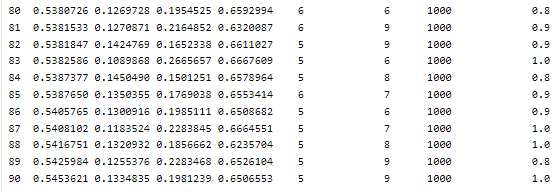 80 0.5380726 0.1269728 0.1954525 0.6592994 6 6 1000 0.8
81 0.5381533 0.1270871 0.2164852 0.6320087 6 9 1000 0.9
82 0.5381847 0.1424769 0.1652338 0.6611027 5 9 1000 0.9
83 0.5382586 0.1089868 0.2665657 0.6667609 5 6 1000 1.0
84 0.5387377 0.1450490 0.1501251 0.6578964 5 8 1000 0.8
85 0.5387650 0.1350355 0.1769038 0.6553414 6 7 1000 0.9
86 0.5405765 0.1300916 0.1985111 0.6508682 5 6 1000 0.9
87 0.5408102 0.1183524 0.2283845 0.6664551 5 7 1000 1.0
88 0.5416751 0.1320932 0.1856662 0.6235704 5 8 1000 1.0
89 0.5425984 0.1255376 0.2283468 0.6526104 5 9 1000 0.8
90 0.5453621 0.1334835 0.1981239 0.6506553 5 9 1000 1.0